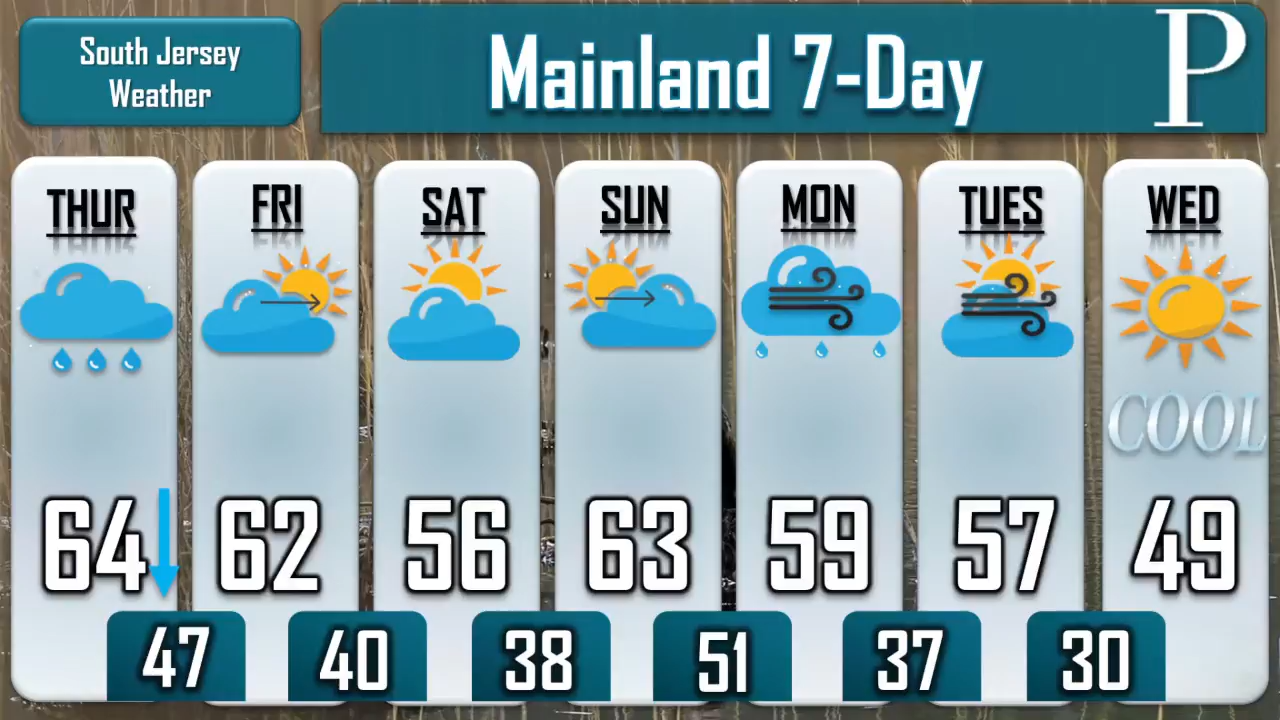 South Jersey
Weather
Mainland 7-Day
P
THUR FRI SAT SUN MON TUES WED
COOL
64 62 56 63 59 57 49
47 40 38 51 37 30